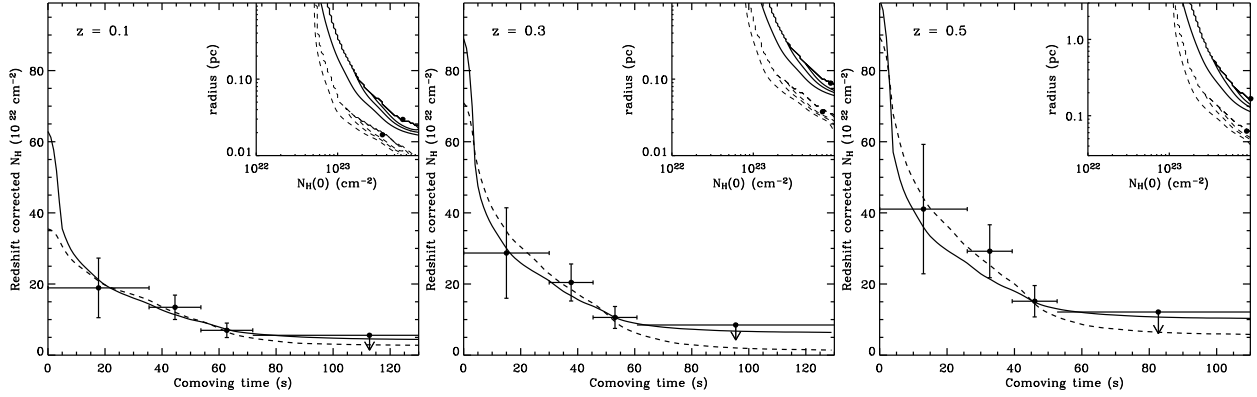 z = 0.1
Redshift corrected N_H (10^22 cm^-2)
0
20
40
60
80
0 20 40 60 80 100 120
Comoving time (s)
radius (pc)
0.10
0.01
10^22 10^23
N_H(0) (cm^-2)
z = 0.3
Redshift corrected N_H (10^22 cm^-2)
0
20
40
60
80
0 20 40 60 80 100 120
Comoving time (s)
radius (pc)
0.10
0.01
10^22 10^23
N_H(0) (cm^-2)
z = 0.5
Redshift corrected N_H (10^22 cm^-2)
0
20
40
60
80
0 20 40 60 80 100
Comoving time (s)
radius (pc)
1.0
0.1
10^22 10^23
N_H(0) (cm^-2)